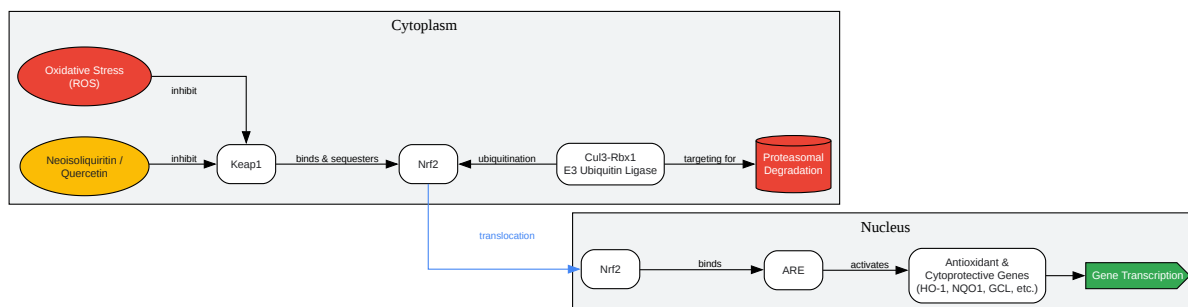 Cytoplasm
Oxidative Stress
(ROS)
inhibit
Neoisoliquiritin /
Quercetin
inhibit
Keap1
binds & sequesters
Nrf2
ubiquitination
Cul3-Rbx1
E3 Ubiquitin Ligase
targeting for
Proteasomal
Degradation
translocation
Nucleus
Nrf2
binds
ARE
activates
Antioxidant &
Cytoprotective Genes
(HO-1, NQO1, GCL, etc.)
Gene Transcription